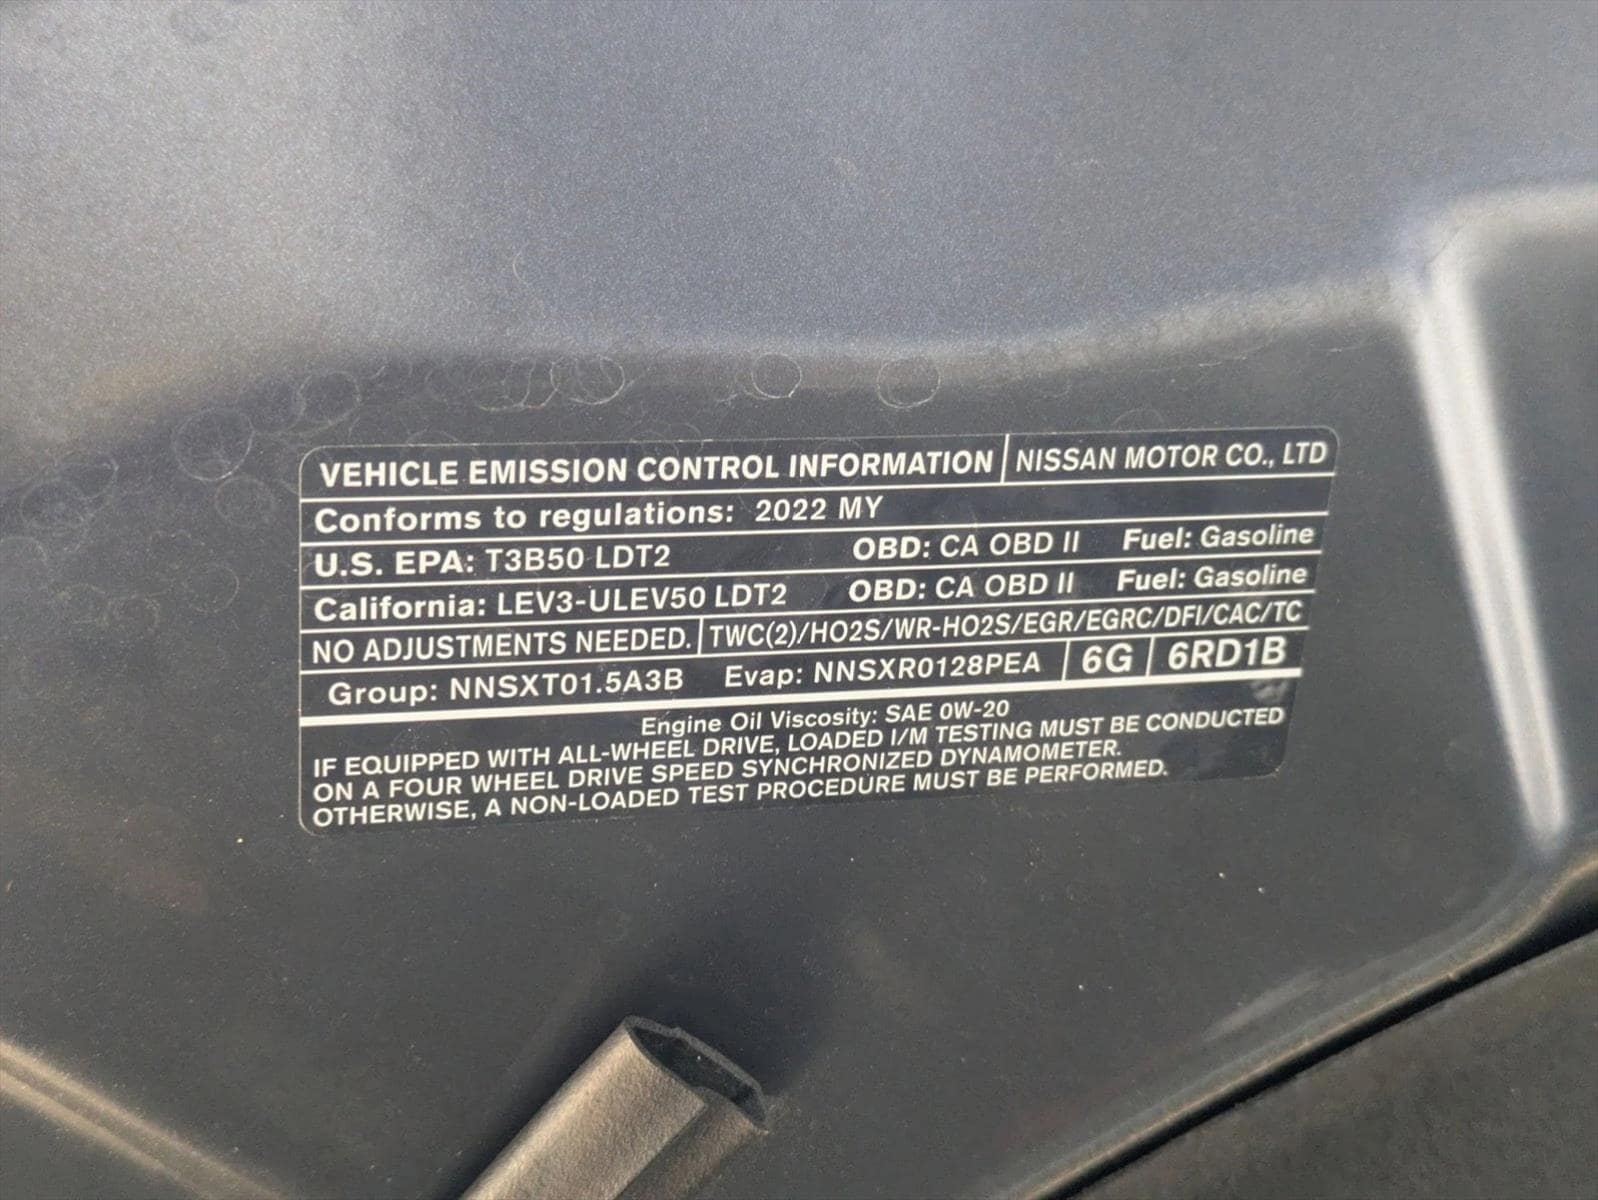 VEHICLE EMISSION CONTROL INFORMATION NISSAN MOTOR CO., LTD
Conforms to regulations: 2022 MY
U.S. EPA: T3B50 LDT2 OBD: CA OBD II Fuel: Gasoline
California: LEV3-ULEV50 LDT2 OBD: CA OBD II Fuel: Gasoline
NO ADJUSTMENTS NEEDED. TWC(2)/HO2S/WR-HO2S/EGR/EGRC/DFI/CAC/TC
Group: NNSXT01.5A3B Evap: NNSXR0128PEA 6G 6RD1B
Engine Oil Viscosity: SAE 0W-20
IF EQUIPPED WITH ALL-WHEEL DRIVE, LOADED I/M TESTING MUST BE CONDUCTED
ON A FOUR WHEEL DRIVE SPEED SYNCHRONIZED DYNAMOMETER.
OTHERWISE, A NON-LOADED TEST PROCEDURE MUST BE PERFORMED.